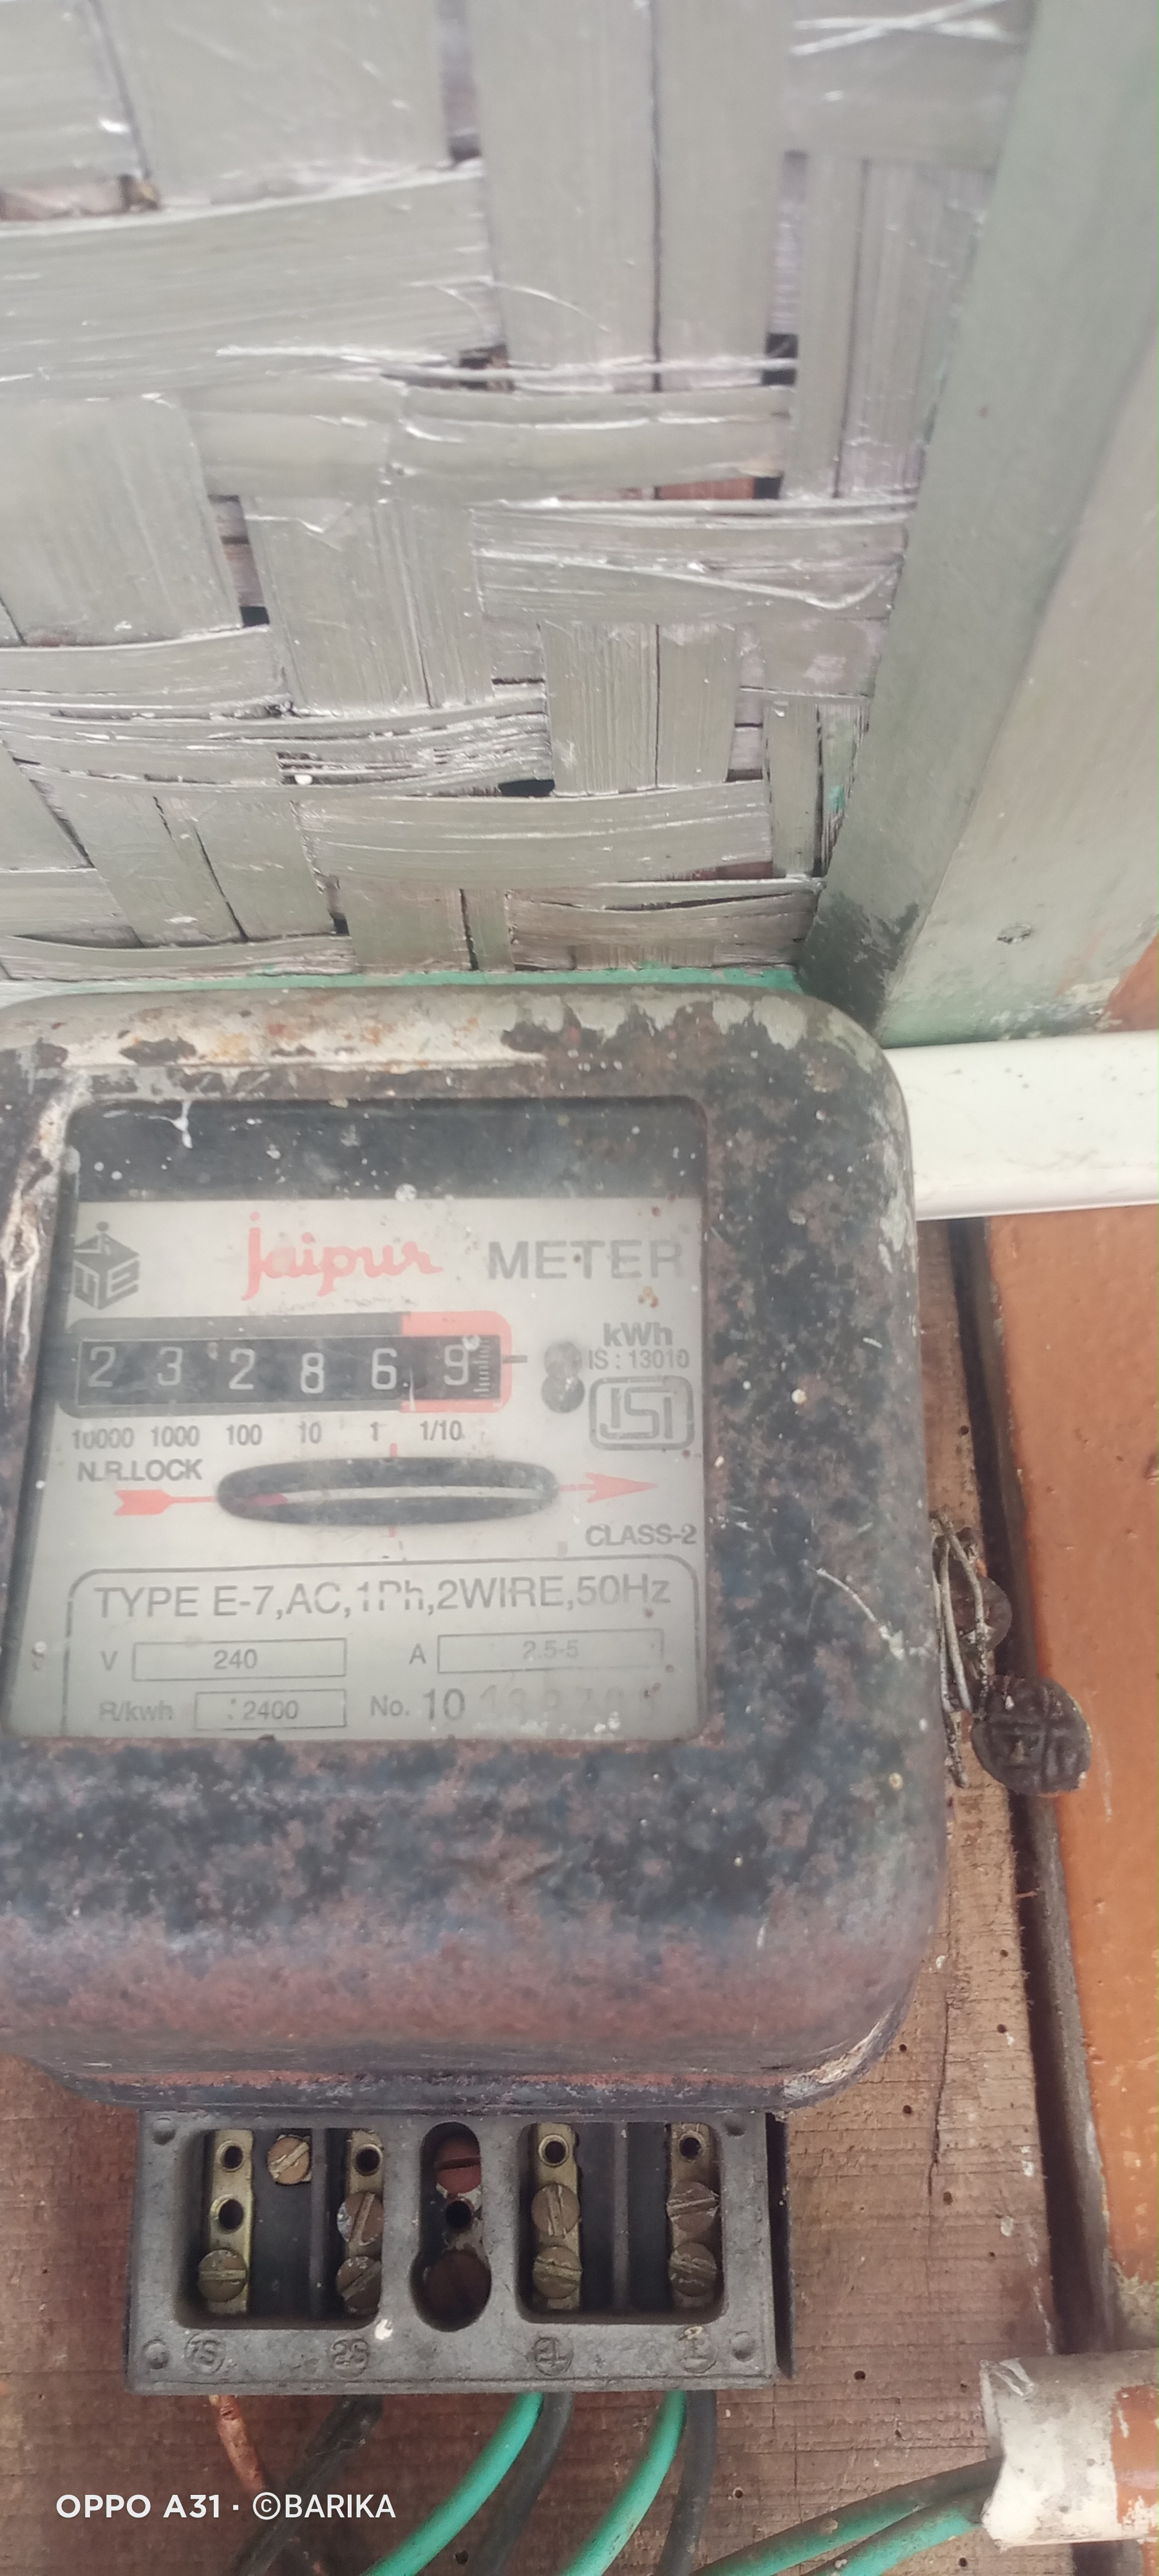 jaipur METER
kWh
IS : 13010
ISI
2 3 2 8 6 9
10000 1000 100 10 1 1/10
N.R.LOCK
CLASS-2
TYPE E-7,AC,1Ph,2WIRE,50Hz
V 240 A 2.5-5
R/kwh 2400 No. 10
OPPO A31 · ©BARIKA